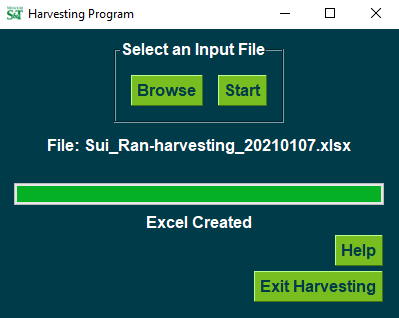 S&T
Harvesting Program
Select an Input File
Browse
Start
File: Sui_Ran-harvesting_20210107.xlsx
Excel Created
Help
Exit Harvesting